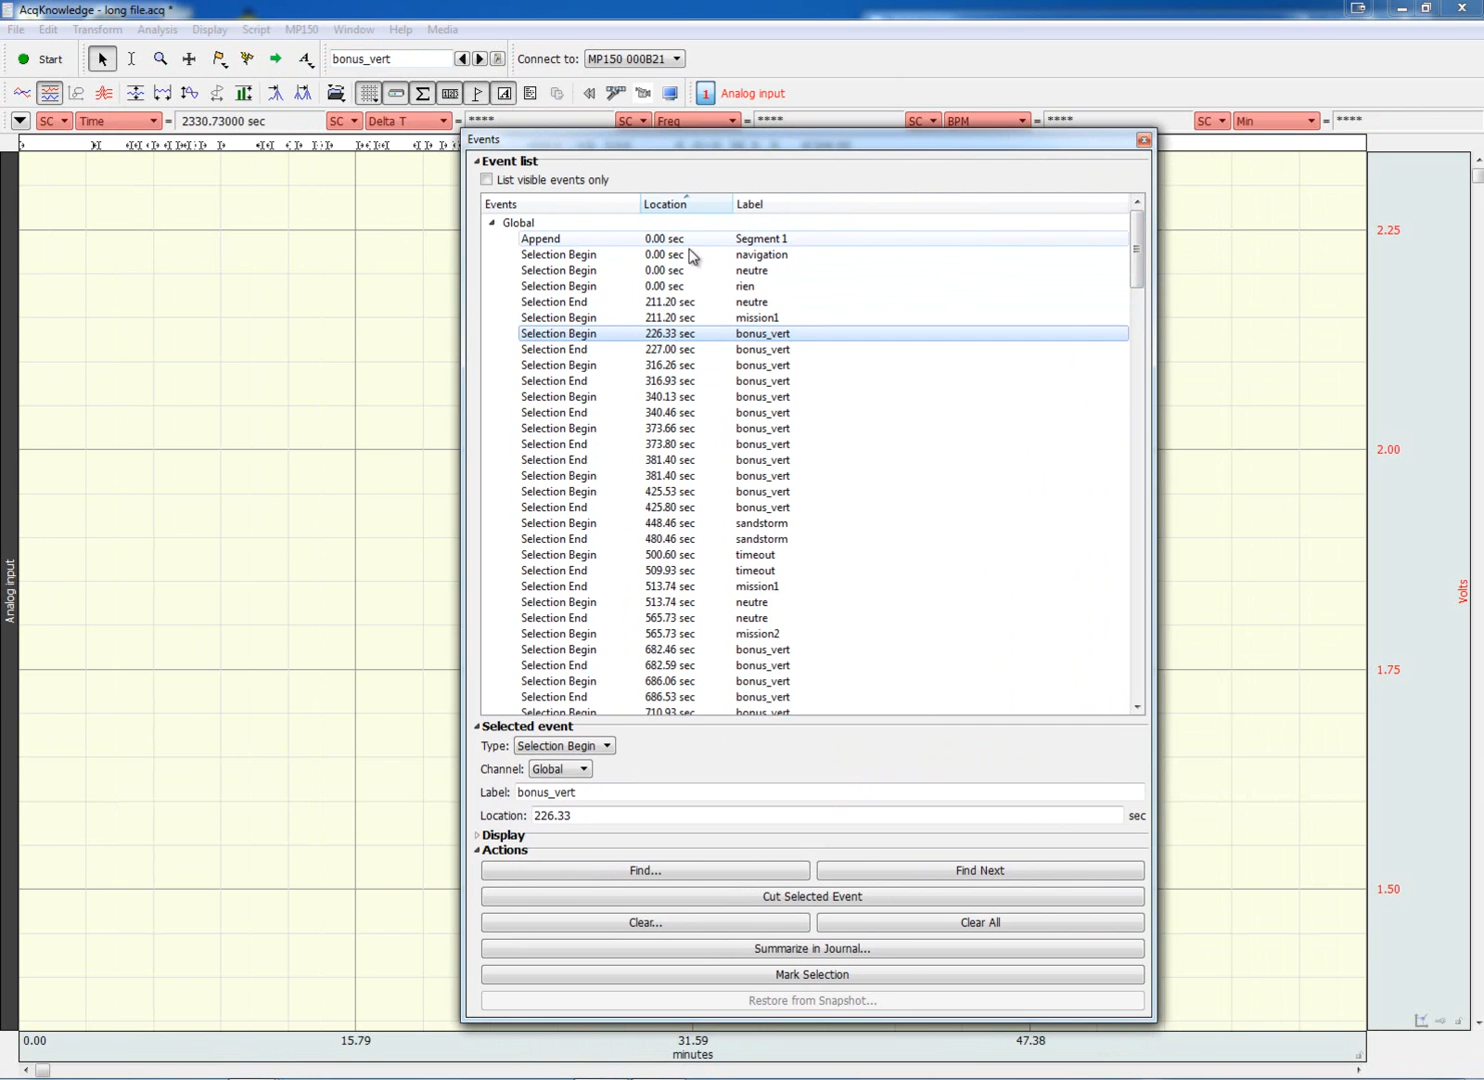 AcqKnowledge - long file.acq *
File Edit Transform Analysis Display Script MP150 Window Help Media
Start bonus_vert Connect to: MP150 000B21
1 Analog input
SC Time = 2330.73000 sec SC Delta T = **** SC Freq = **** SC BPM = **** SC Min = ****
Events
Event list
List visible events only
Events Location Label
Global
Append 0.00 sec Segment 1
Selection Begin 0.00 sec navigation
Selection Begin 0.00 sec neutre
Selection Begin 0.00 sec rien
Selection End 211.20 sec neutre
Selection Begin 211.20 sec mission1
Selection Begin 226.33 sec bonus_vert
Selection End 227.00 sec bonus_vert
Selection Begin 316.26 sec bonus_vert
Selection End 316.93 sec bonus_vert
Selection Begin 340.13 sec bonus_vert
Selection End 340.46 sec bonus_vert
Selection Begin 373.66 sec bonus_vert
Selection End 373.80 sec bonus_vert
Selection End 381.40 sec bonus_vert
Selection Begin 381.40 sec bonus_vert
Selection Begin 425.53 sec bonus_vert
Selection End 425.80 sec bonus_vert
Selection Begin 448.46 sec sandstorm
Selection End 480.46 sec sandstorm
Selection Begin 500.60 sec timeout
Selection End 509.93 sec timeout
Selection End 513.74 sec mission1
Selection Begin 513.74 sec neutre
Selection End 565.73 sec neutre
Selection Begin 565.73 sec mission2
Selection Begin 682.46 sec bonus_vert
Selection End 682.59 sec bonus_vert
Selection Begin 686.06 sec bonus_vert
Selection End 686.53 sec bonus_vert
Selection Begin 710.93 sec bonus_vert
Selected event
Type: Selection Begin
Channel: Global
Label: bonus_vert
Location: 226.33 sec
Display
Actions
Find... Find Next
Cut Selected Event
Clear... Clear All
Summarize in Journal...
Mark Selection
Restore from Snapshot...
Analog input
2.25
2.00
1.75
1.50
Volts
0.00 15.79 31.59 47.38
minutes